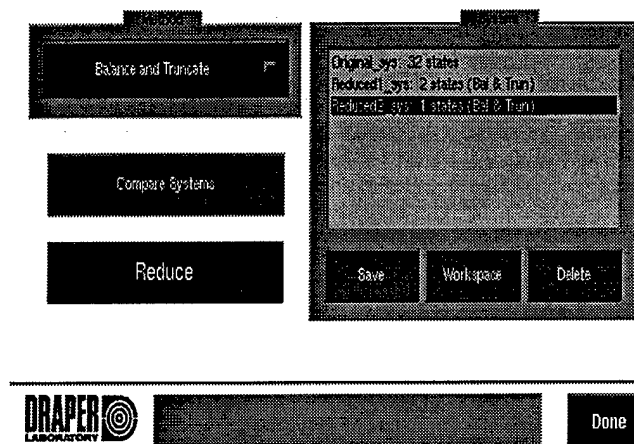 Balance and Truncate
Compare Systems
Reduce
Original_sys: 32 states
Reduced1_sys: 2 states (Bal & Trun)
Reduced2_sys: 1 states (Bal & Trun)
Save
Workspace
Delete
DRAPER
LABORATORY
Done